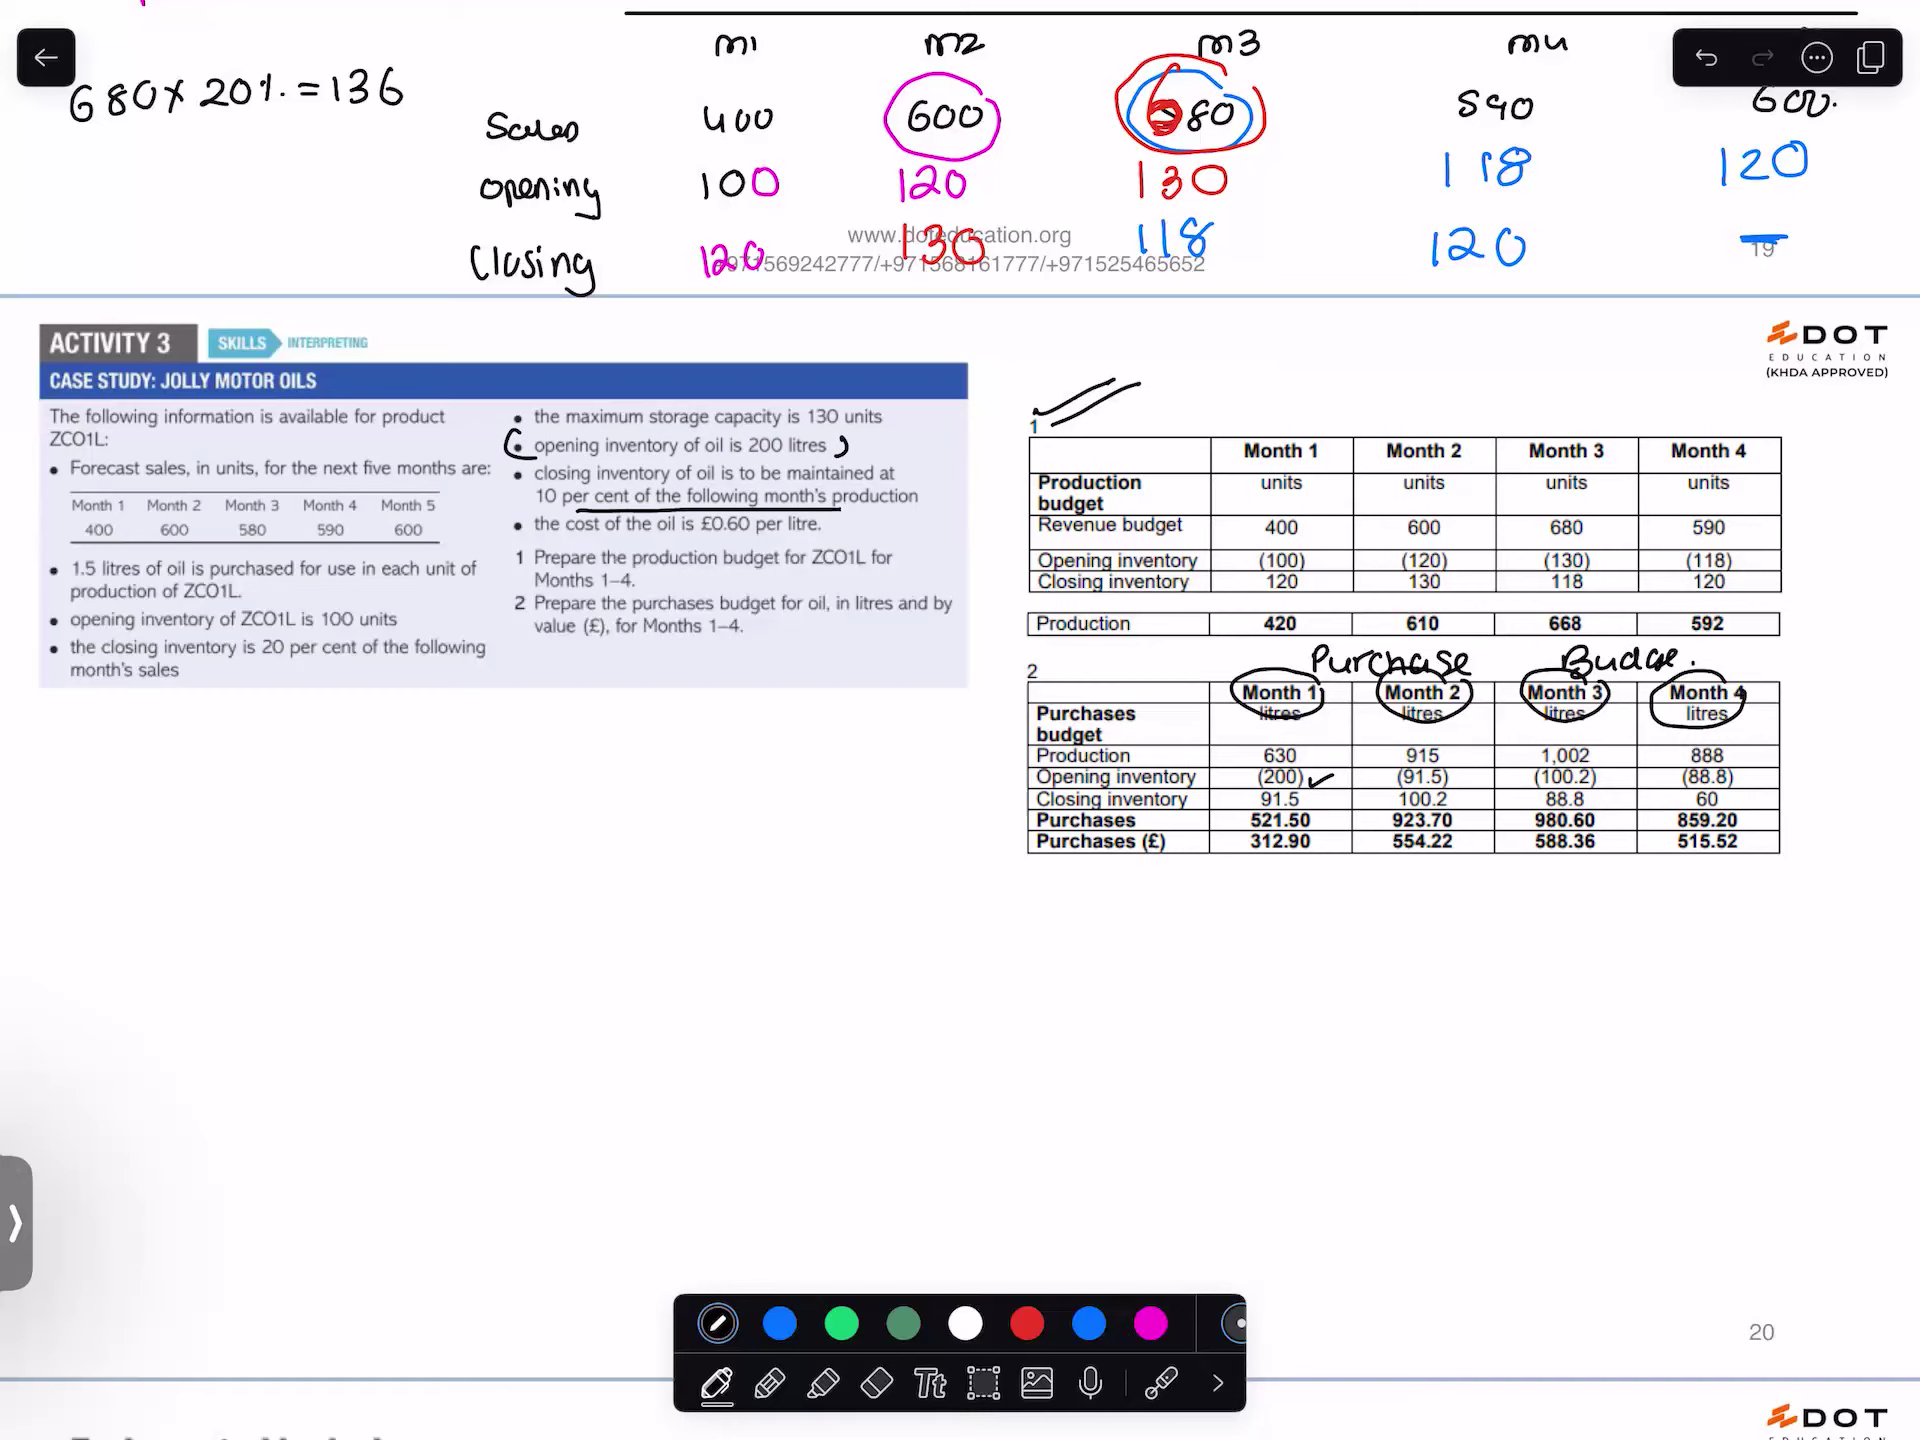 m1 m2 m3 m4
680 x 20% = 136
Sales 400 600 680 590 600.
opening 100 120 130 118 120
Closing 120 130 118 120 —
www.doteducation.org
+971569242777/+971568161777/+971525465652
19
ACTIVITY 3 SKILLS INTERPRETING
CASE STUDY: JOLLY MOTOR OILS
The following information is available for product
ZCO1L:
• Forecast sales, in units, for the next five months are:
Month 1 Month 2 Month 3 Month 4 Month 5
400 600 580 590 600
• 1.5 litres of oil is purchased for use in each unit of
production of ZCO1L.
• opening inventory of ZCO1L is 100 units
• the closing inventory is 20 per cent of the following
month's sales
• the maximum storage capacity is 130 units
• opening inventory of oil is 200 litres
• closing inventory of oil is to be maintained at
10 per cent of the following month's production
• the cost of the oil is £0.60 per litre.
1 Prepare the production budget for ZCO1L for
Months 1–4.
2 Prepare the purchases budget for oil, in litres and by
value (£), for Months 1–4.
DOT
EDUCATION
(KHDA APPROVED)
1
Month 1 Month 2 Month 3 Month 4
Production budget units units units units
Revenue budget 400 600 680 590
Opening inventory (100) (120) (130) (118)
Closing inventory 120 130 118 120
Production 420 610 668 592
Purchase Budge.
2
Month 1 Month 2 Month 3 Month 4
Purchases budget litres litres litres litres
Production 630 915 1,002 888
Opening inventory (200) (91.5) (100.2) (88.8)
Closing inventory 91.5 100.2 88.8 60
Purchases 521.50 923.70 980.60 859.20
Purchases (£) 312.90 554.22 588.36 515.52
20
Tt
DOT